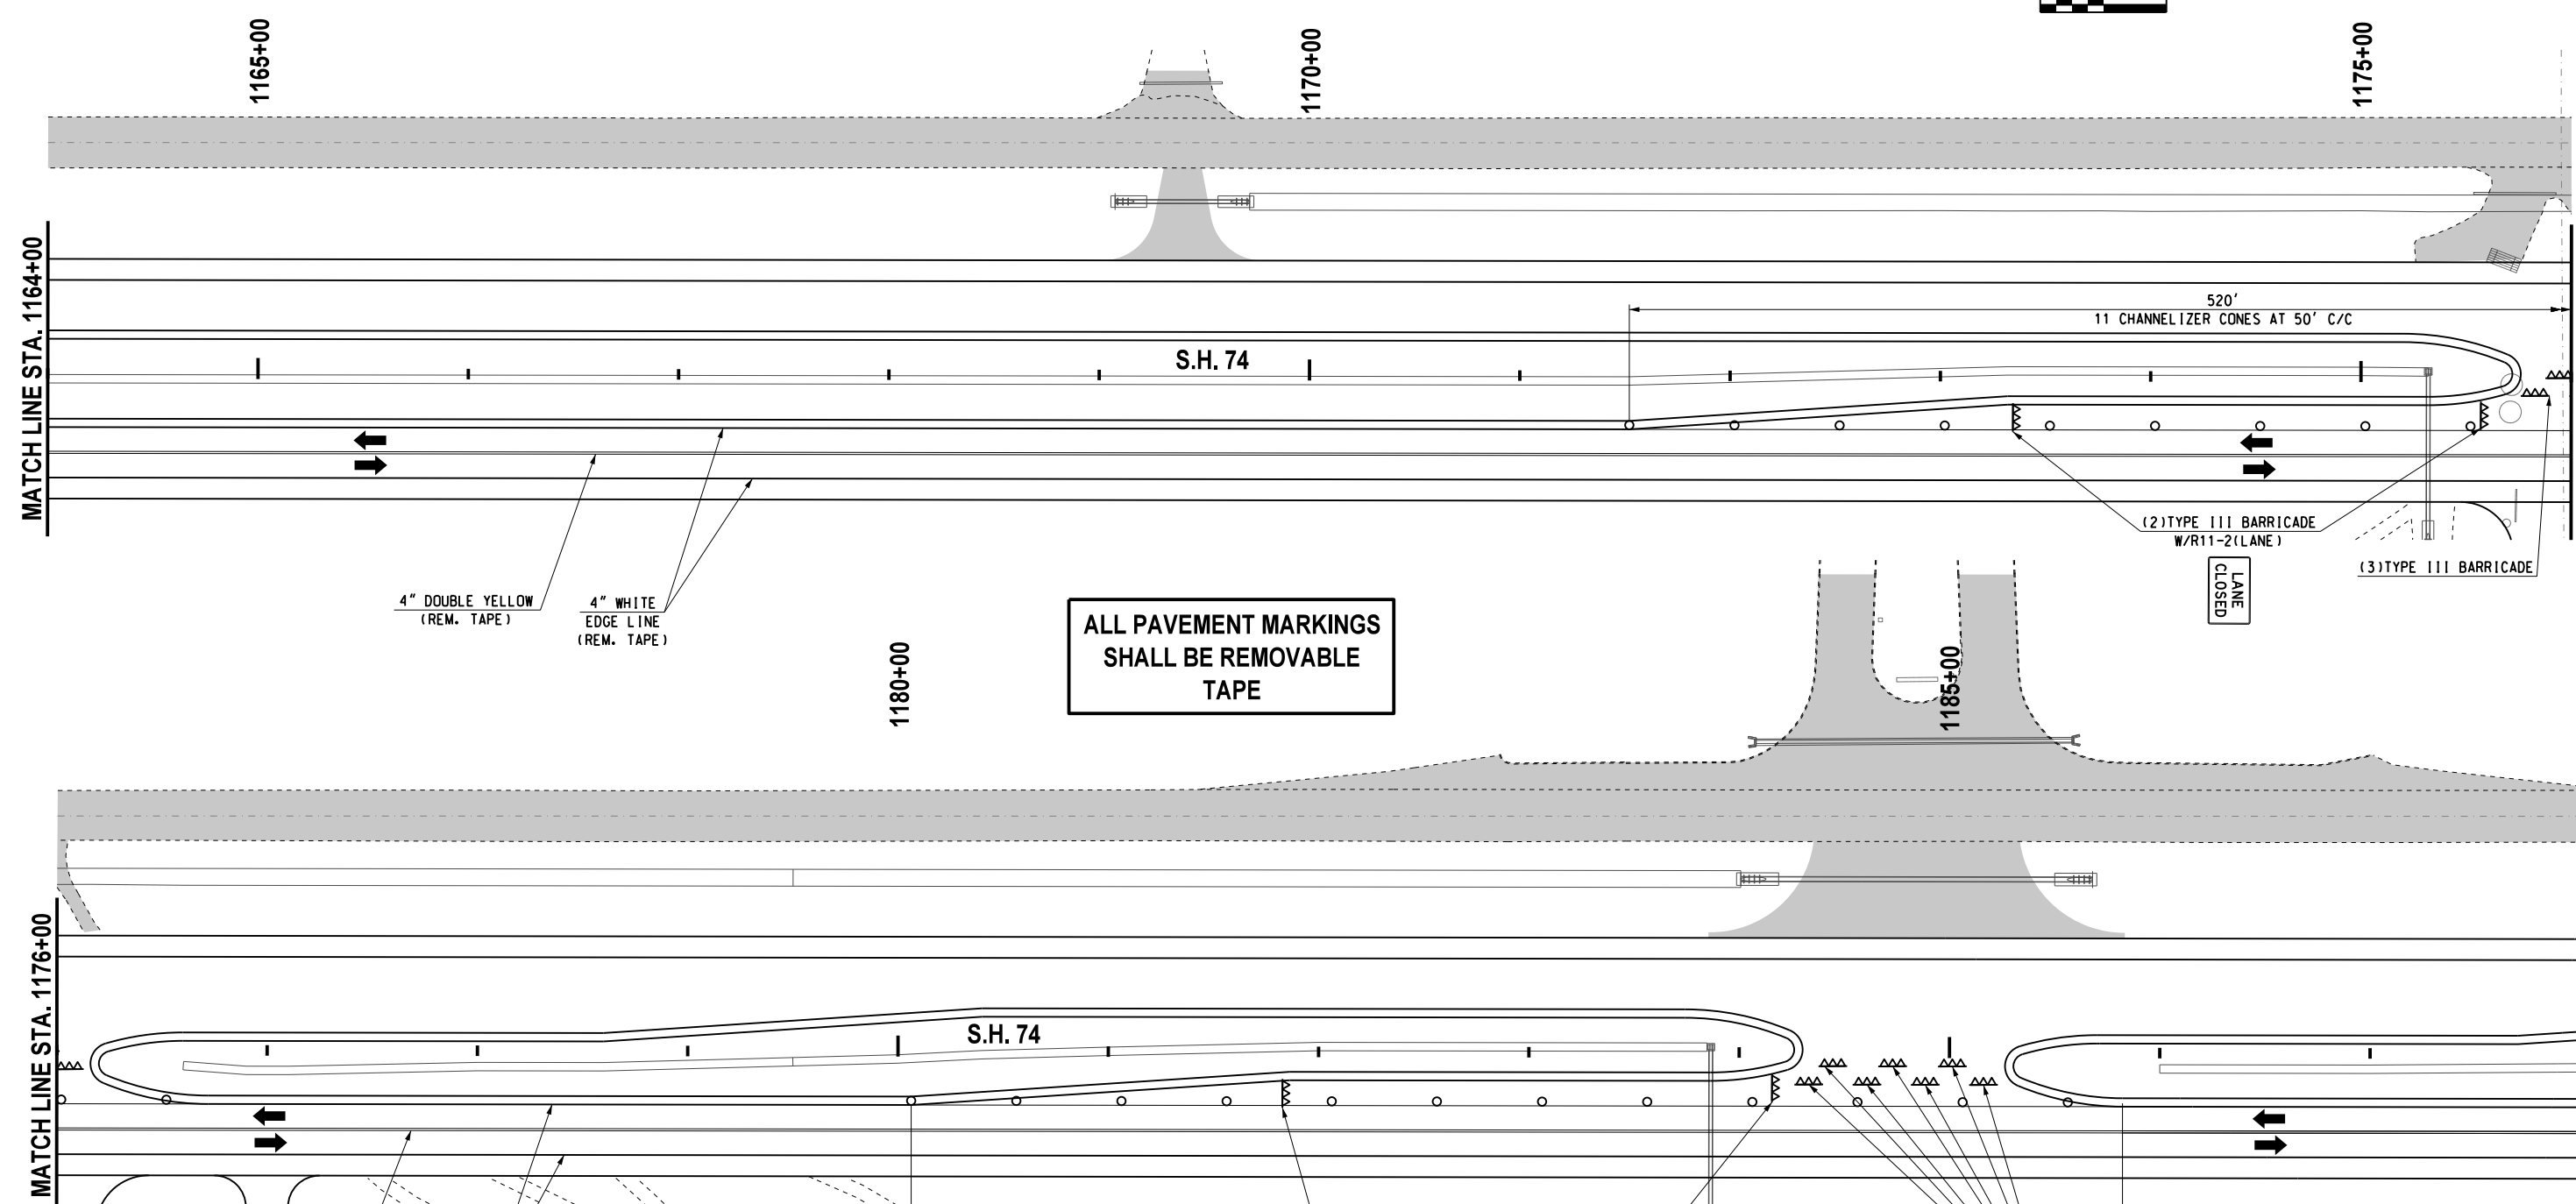 1165+00
1170+00
1175+00
MATCH LINE STA. 1164+00
520'
11 CHANNELIZER CONES AT 50' C/C
S.H. 74
(2)TYPE III BARRICADE
W/R11-2(LANE)
(3)TYPE III BARRICADE
LANE
CLOSED
4" DOUBLE YELLOW
(REM. TAPE)
4" WHITE
EDGE LINE
(REM. TAPE)
ALL PAVEMENT MARKINGS
SHALL BE REMOVABLE
TAPE
1180+00
1185+00
MATCH LINE STA. 1176+00
S.H. 74